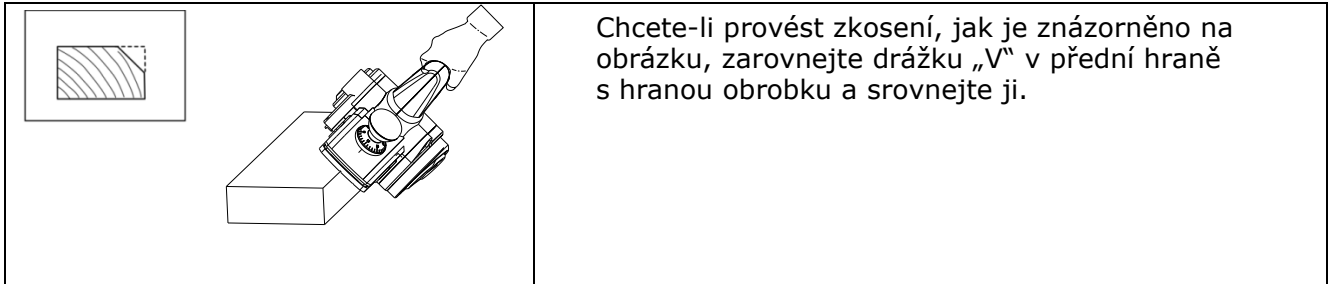 Chcete-li provést zkosení, jak je znázorněno na
obrázku, zarovnejte drážku „V“ v přední hraně
s hranou obrobku a srovnejte ji.